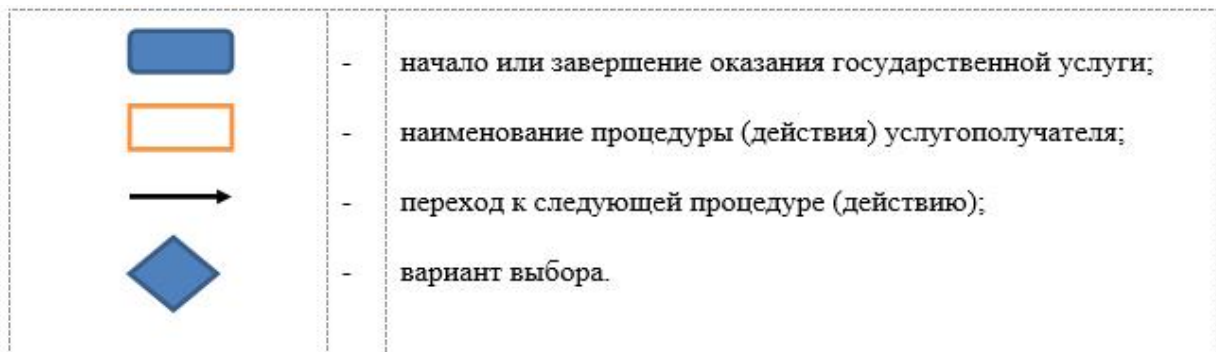 - начало или завершение оказания государственной услуги;
- наименование процедуры (действия) услугополучателя;
- переход к следующей процедуре (действию);
- вариант выбора.